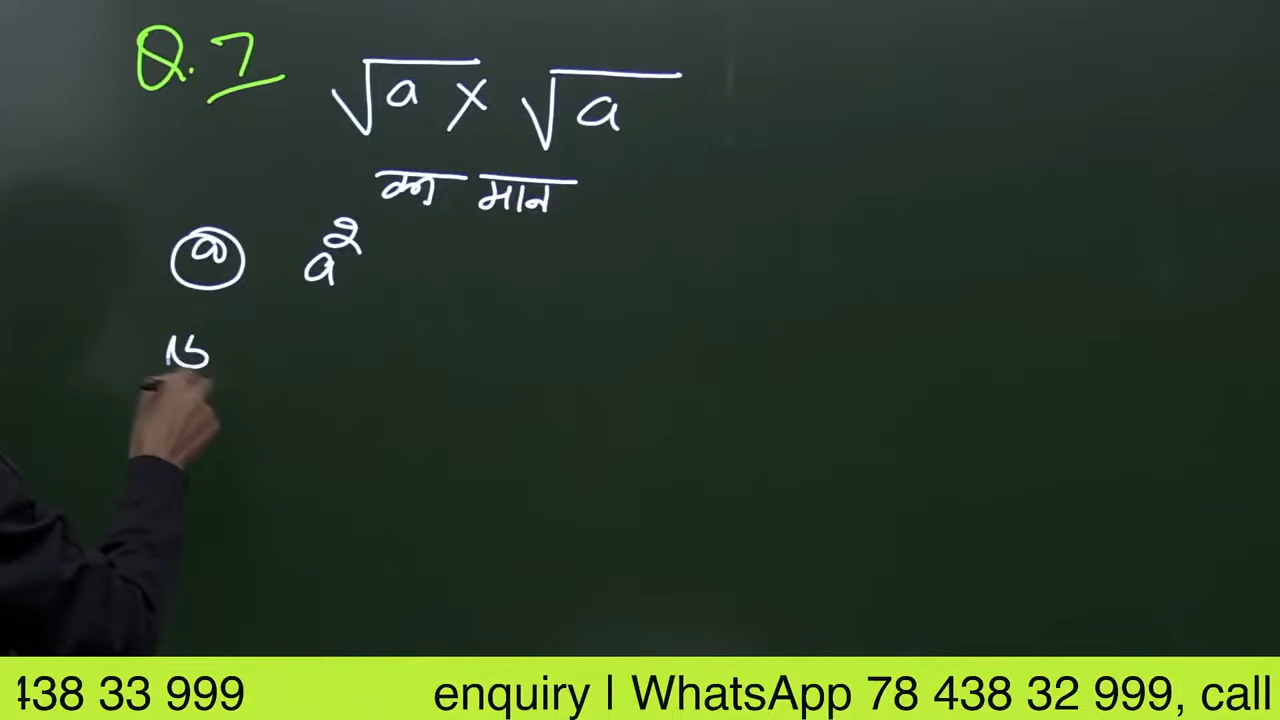 Q. 7 √a × √a
का मान
ⓐ a²
438 33 999 enquiry | WhatsApp 78 438 32 999, call